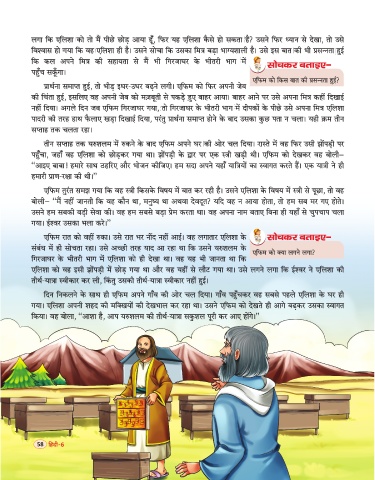 लगा कि एलिशा को तो मैं पीछे छोड़ आया हूँ, फिर यह एलिशा कैसे हो सकता है? उसने फिर ध्यान से देखा, तो उसे
विश्वास हो गया कि वह एलिशा ही है। उसने सोचा कि उसका मित्र बड़ा भाग्यशाली है। उसे इस बात की भी प्रसन्नता हुई
कि कल अपने मित्र की सहायता से मैं भी गिरजाघर के भीतरी भाग में
पहुँच सकूँगा।
सोचकर बताइए–
एफिम को किस बात की प्रसन्नता हुई?
प्रार्थना समाप्त हुई, तो भीड़ इधर-उधर बढ़ने लगी। एफिम को फिर अपनी जेब
की चिंता हुई, इसलिए वह अपनी जेब को मज़बूती से पकड़े हुए बाहर आया। बाहर आने पर उसे अपना मित्र कहीं दिखाई
नहीं दिया। अगले दिन जब एफिम गिरजाघर गया, तो गिरजाघर के भीतरी भाग में दीपकों के पीछे उसे अपना मित्र एलिशा
पादरी की तरह हाथ फैलाए खड़ा दिखाई दिया, परंतु प्रार्थना समाप्त होने के बाद उसका कुछ पता न चला। यही क्रम तीन
सप्ताह तक चलता रहा।
तीन सप्ताह तक यरुशलम में रुकने के बाद एफिम अपने घर की ओर चल दिया। रास्ते में वह फिर उसी झोंपड़ी पर
पहुँचा, जहाँ वह एलिशा को छोड़कर गया था। झोंपड़ी के द्वार पर एक स्त्री खड़ी थी। एफिम को देखकर वह बोली–
"आइए बाबा! हमारे साथ ठहरिए और भोजन कीजिए। हम सदा अपने यहाँ यात्रियों का स्वागत करते हैं। एक यात्री ने ही
हमारी प्राण-रक्षा की थी।"
एफिम तुरंत समझ गया कि वह स्त्री किसके विषय में बात कर रही है। उसने एलिशा के विषय में स्त्री से पूछा, तो वह
बोली– "मैं नहीं जानती कि वह कौन था, मनुष्य था अथवा देवदूत? यदि वह न आया होता, तो हम सब मर गए होते।
उसने हम सबकी बड़ी सेवा की। वह हम सबसे बड़ा प्रेम करता था। वह अपना नाम बताए बिना ही यहाँ से चुपचाप चला
गया। ईश्वर उसका भला करे।"
एफिम रात को वहीं रुका। उसे रात भर नींद नहीं आई। वह लगातार एलिशा के
संबंध में ही सोचता रहा। उसे अच्छी तरह याद आ रहा था कि उसने यरुशलम के
गिरजाघर के भीतरी भाग में एलिशा को ही देखा था। वह यह भी जानता था कि
सोचकर बताइए–
एफिम को क्या लगने लगा?
एलिशा को वह इसी झोंपड़ी में छोड़ गया था और वह यहीं से लौट गया था। उसे लगने लगा कि ईश्वर ने एलिशा की
तीर्थ-यात्रा स्वीकार कर ली, किंतु उसकी तीर्थ-यात्रा स्वीकार नहीं हुई।
दिन निकलने के साथ ही एफिम अपने गाँव की ओर चल दिया। गाँव पहुँचकर वह सबसे पहले एलिशा के घर ही
गया। एलिशा अपनी शहद की मक्खियों की देखभाल कर रहा था। उसने एफिम को देखते ही आगे बढ़कर उसका स्वागत
किया। वह बोला, "आशा है, आप यरुशलम की तीर्थ-यात्रा सकुशल पूरी कर आए होंगे।"
58 हिंदी-6